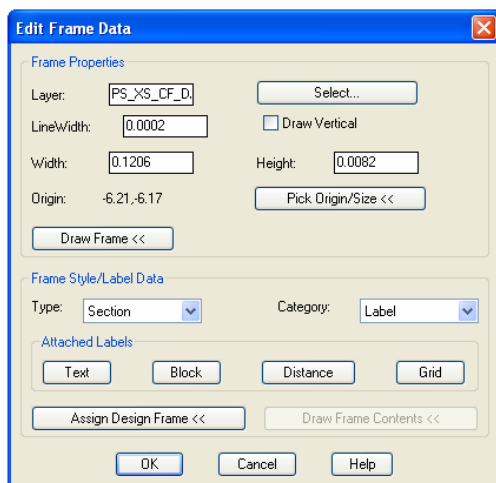 Edit Frame Data
Frame Properties
Layer: PS_XS_CF_D, Select...
LineWidth: 0.0002 Draw Vertical
Width: 0.1206 Height: 0.0082
Origin: -6.21,-6.17 Pick Origin/Size <<
Draw Frame <<
Frame Style/Label Data
Type: Section Category: Label
Attached Labels
Text Block Distance Grid
Assign Design Frame << Draw Frame Contents <<
OK Cancel Help